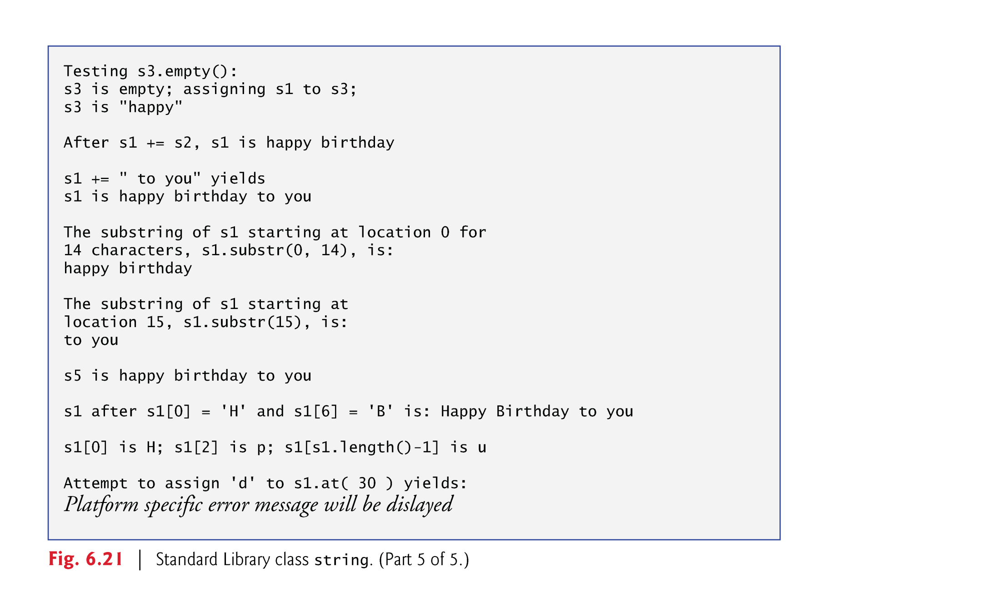 Testing s3.empty():
s3 is empty; assigning s1 to s3;
s3 is "happy"
After s1 += s2, s1 is happy birthday
s1 += " to you" yields
s1 is happy birthday to you
The substring of s1 starting at location 0 for
14 characters, s1.substr(0, 14), is:
happy birthday
The substring of s1 starting at
location 15, s1.substr(15), is:
to you
s5 is happy birthday to you
s1 after s1[0] = 'H' and s1[6] = 'B' is: Happy Birthday to you
s1[0] is H; s1[2] is p; s1[s1.length()-1] is u
Attempt to assign 'd' to s1.at( 30 ) yields:
Platform specific error message will be dislayed
Fig. 6.21 | Standard Library class string. (Part 5 of 5.)